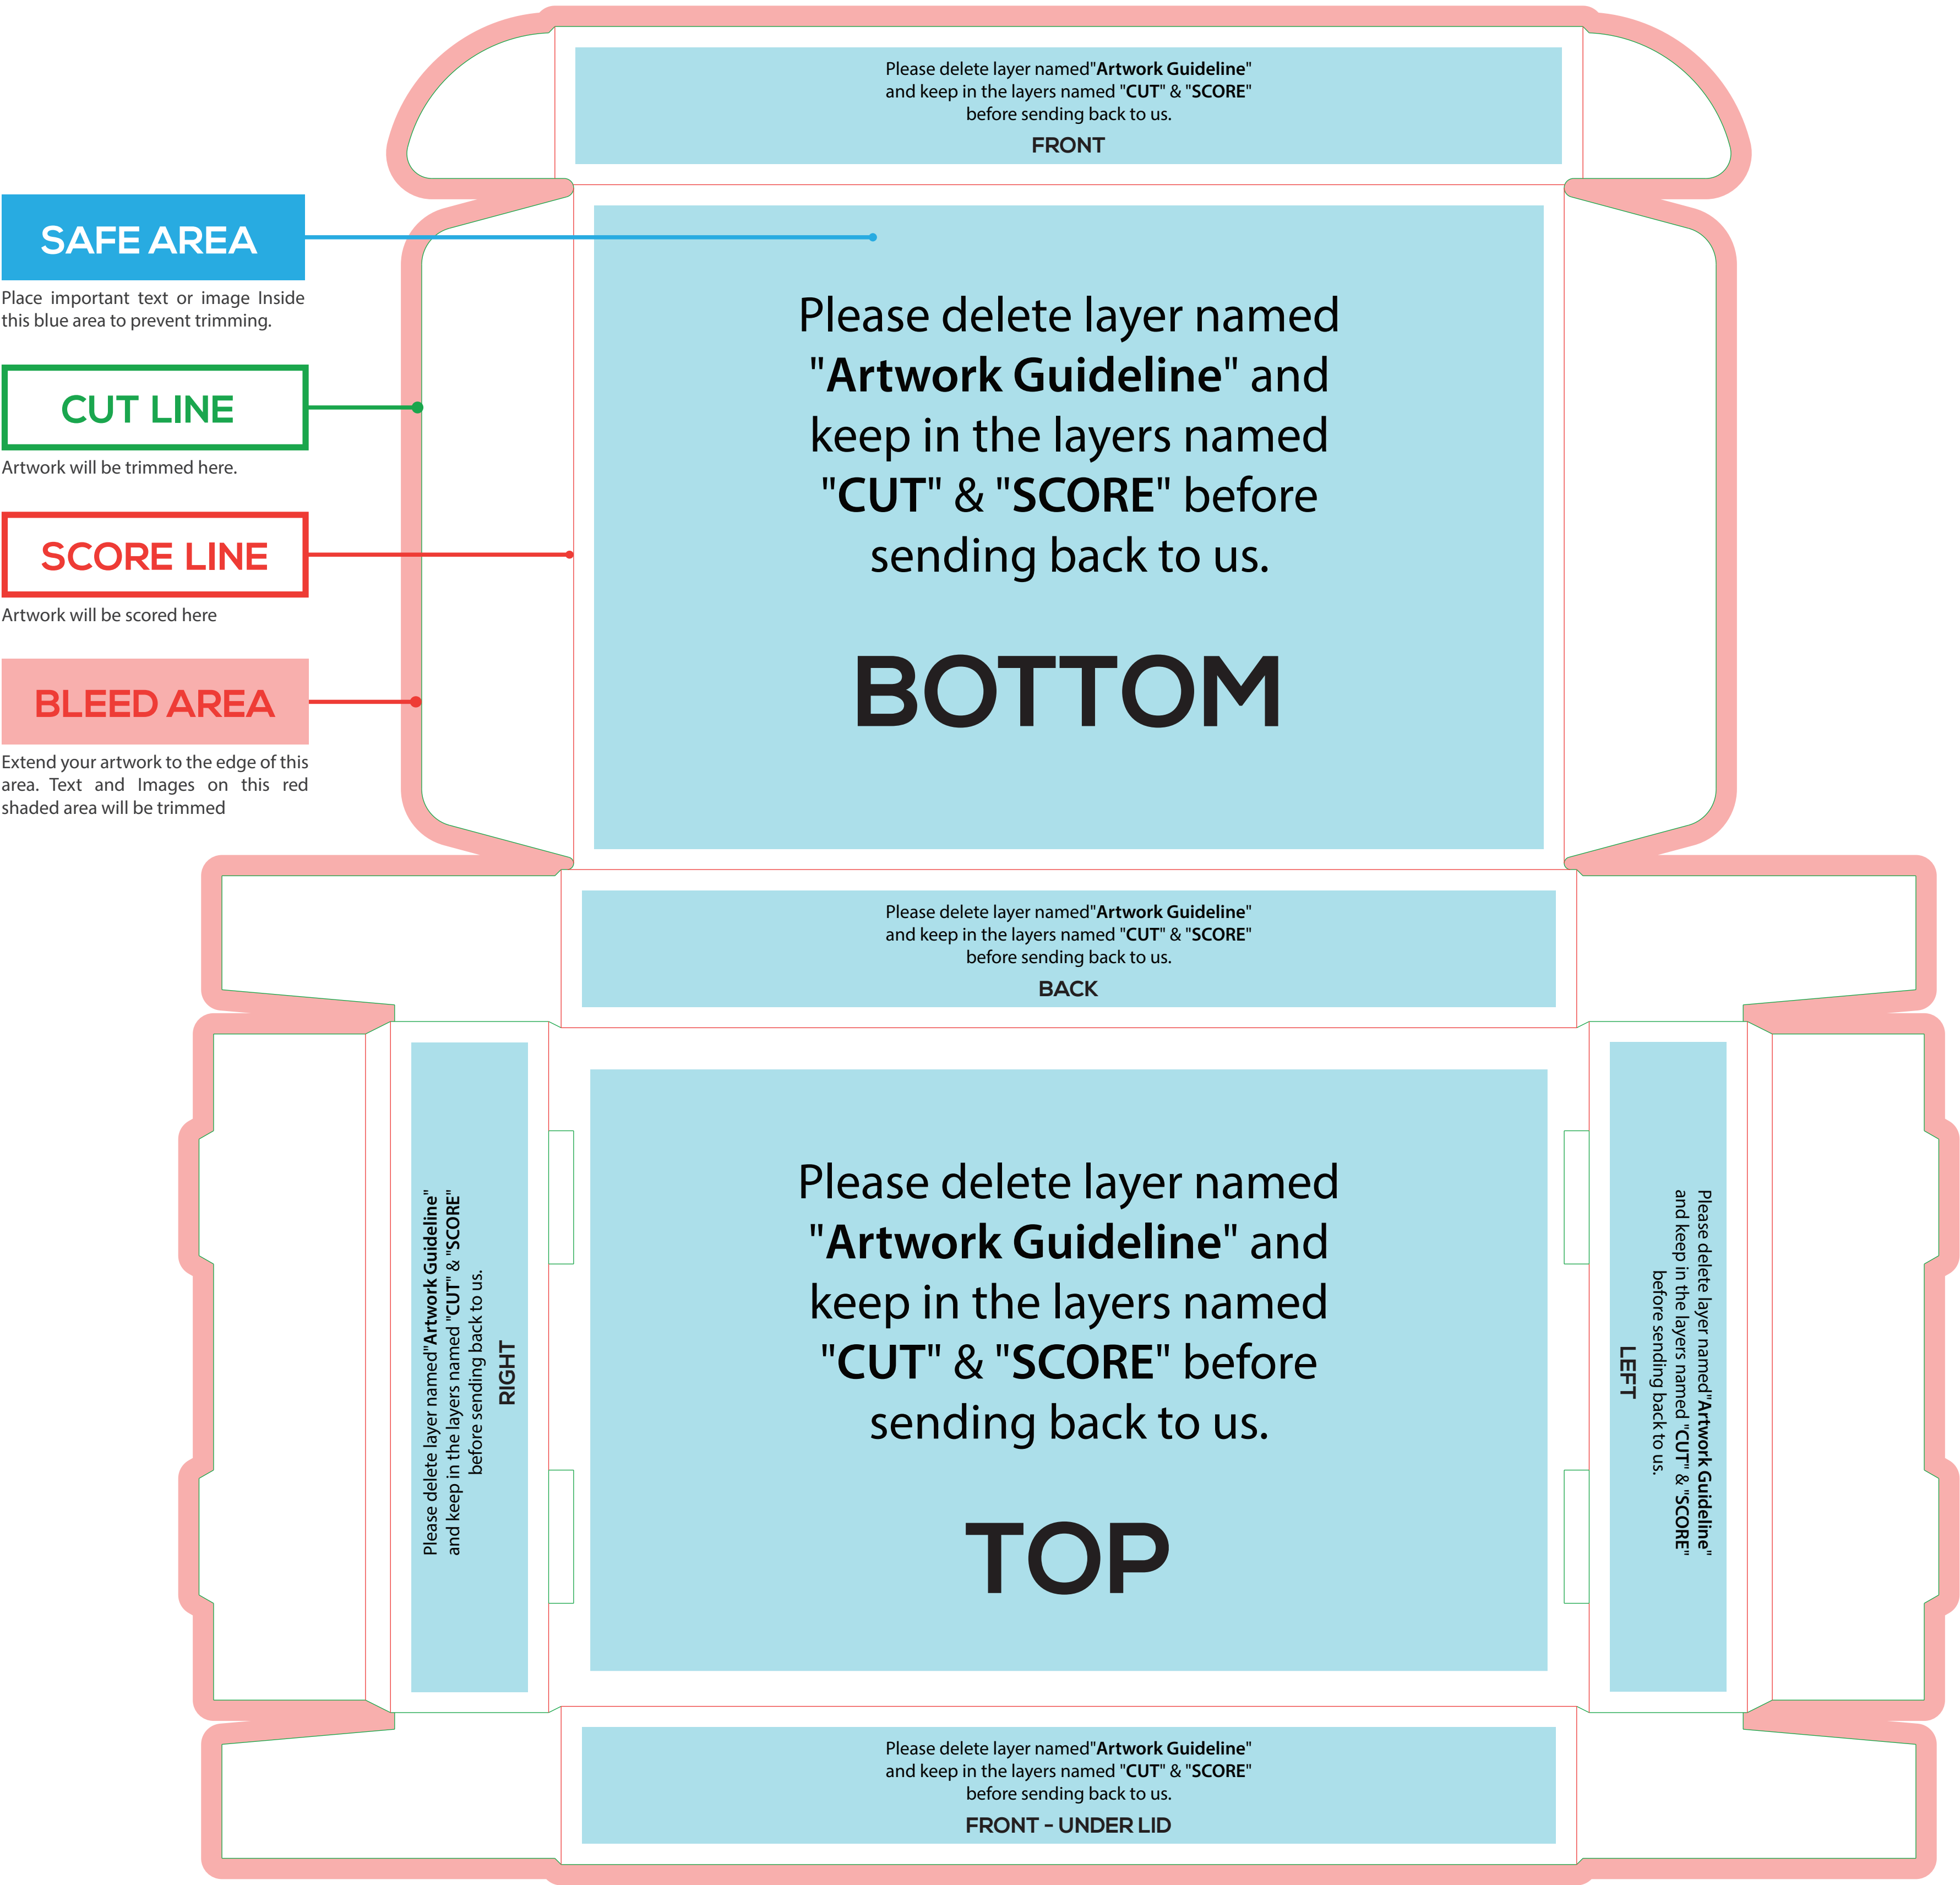 Please delete layer named"Artwork Guideline"
and keep in the layers named "CUT" & "SCORE"
before sending back to us.
FRONT
SAFE AREA
Place important text or image Inside
this blue area to prevent trimming.
CUT LINE
Artwork will be trimmed here.
SCORE LINE
Artwork will be scored here
BLEED AREA
Extend your artwork to the edge of this
area. Text and Images on this red
shaded area will be trimmed
Please delete layer named
"Artwork Guideline" and
keep in the layers named
"CUT" & "SCORE" before
sending back to us.
BOTTOM
Please delete layer named"Artwork Guideline"
and keep in the layers named "CUT" & "SCORE"
before sending back to us.
BACK
Please delete layer named"Artwork Guideline"
and keep in the layers named "CUT" & "SCORE"
before sending back to us.
RIGHT
Please delete layer named
"Artwork Guideline" and
keep in the layers named
"CUT" & "SCORE" before
sending back to us.
TOP
Please delete layer named"Artwork Guideline"
and keep in the layers named "CUT" & "SCORE"
before sending back to us.
LEFT
Please delete layer named"Artwork Guideline"
and keep in the layers named "CUT" & "SCORE"
before sending back to us.
FRONT - UNDER LID